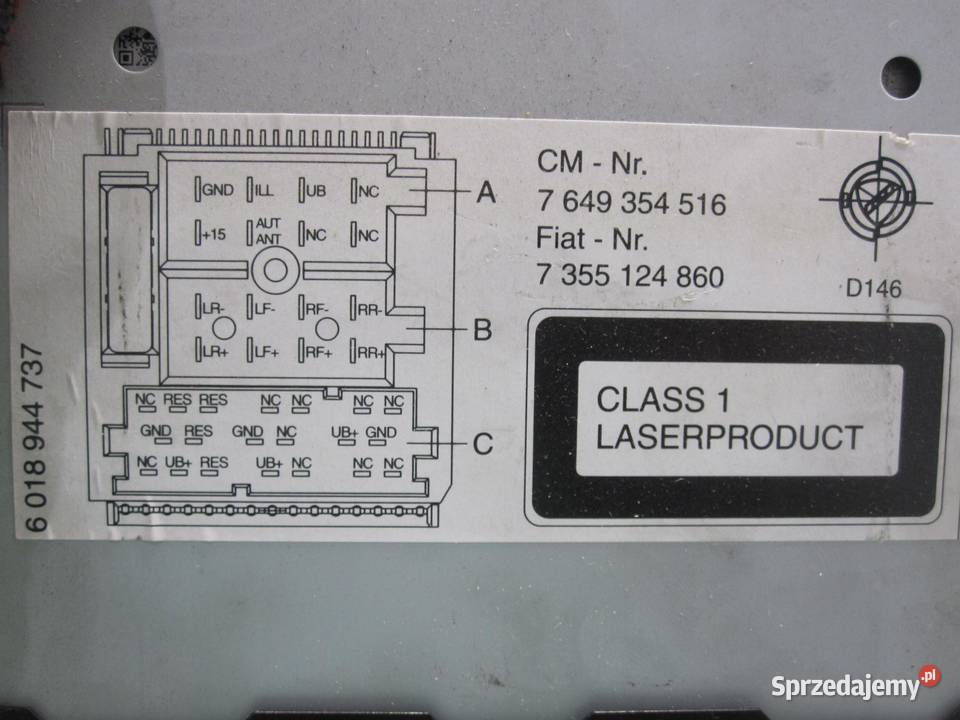 GND ILL UB NC
A
+15 AUT ANT NC NC
LR- LF- RF- RR-
B
LR+ LF+ RF+ RR+
NC RES RES NC NC NC NC
GND RES GND NC UB+ GND
C
NC UB+ RES UB+ NC NC NC
6 018 944 737
CM - Nr.
7 649 354 516
Fiat - Nr.
7 355 124 860
D146
CLASS 1
LASERPRODUCT
Sprzedajemy.pl